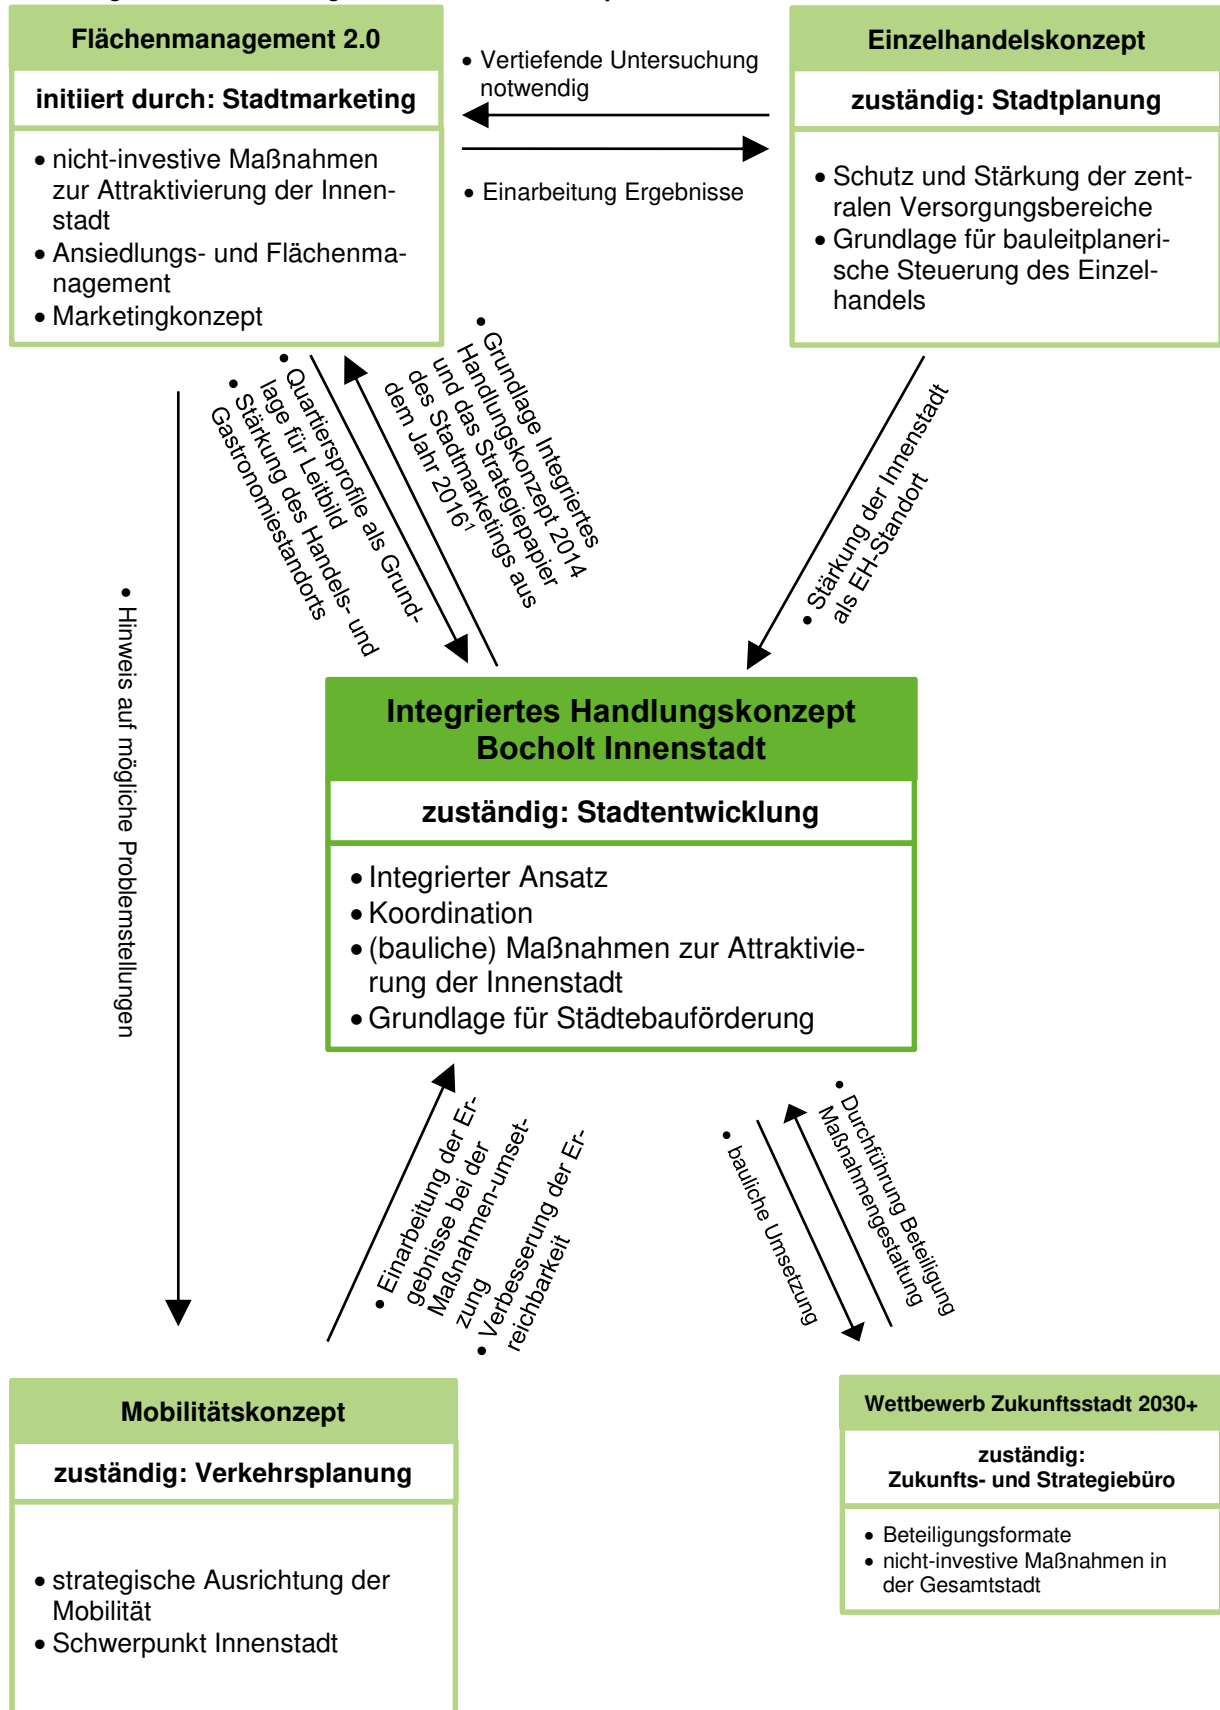 Flächenmanagement 2.0
initiiert durch: Stadtmarketing
• nicht-investive Maßnahmen
zur Attraktivierung der Innen-
stadt
• Ansiedlungs- und Flächenma-
nagement
• Marketingkonzept
• Vertiefende Untersuchung
notwendig
• Einarbeitung Ergebnisse
Einzelhandelskonzept
zuständig: Stadtplanung
• Schutz und Stärkung der zent-
ralen Versorgungsbereiche
• Grundlage für bauleitplaneri-
sche Steuerung des Einzel-
handels
• Quartiersprofile als Grund-
lage für Leitbild
• Stärkung des Handels- und
Gastronomiestandorts
• Grundlage Integriertes
Handlungskonzept 2014
und das Strategiepapier
des Stadtmarketings aus
dem Jahr 2016¹
• Stärkung der Innenstadt
als EH-Standort
• Hinweis auf mögliche Problemstellungen
Integriertes Handlungskonzept
Bocholt Innenstadt
zuständig: Stadtentwicklung
• Integrierter Ansatz
• Koordination
• (bauliche) Maßnahmen zur Attraktivie-
rung der Innenstadt
• Grundlage für Städtebauförderung
• Einarbeitung der Er-
gebnisse bei der
Maßnahmen-umset-
zung
• Verbesserung der Er-
reichbarkeit
• bauliche Umsetzung
• Durchführung Beteiligung
Maßnahmengestaltung
Mobilitätskonzept
zuständig: Verkehrsplanung
• strategische Ausrichtung der
Mobilität
• Schwerpunkt Innenstadt
Wettbewerb Zukunftsstadt 2030+
zuständig:
Zukunfts- und Strategiebüro
• Beteiligungsformate
• nicht-investive Maßnahmen in
der Gesamtstadt